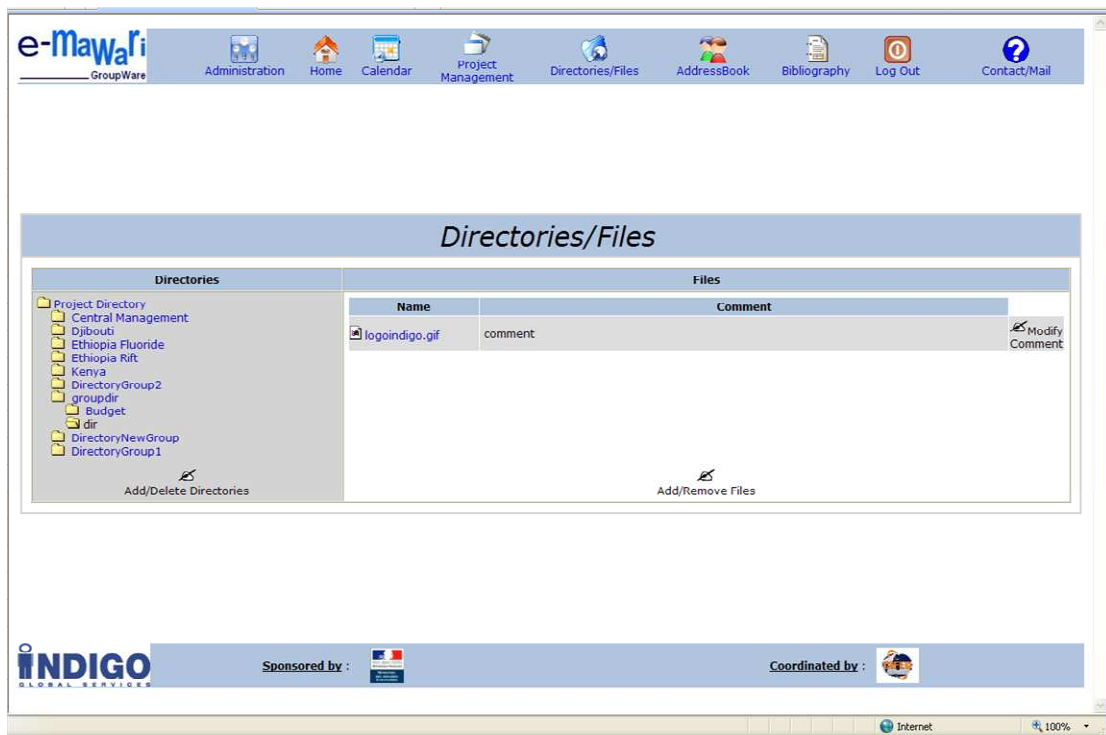 e-Mawari
GroupWare
Administration
Home
Calendar
Project
Management
Directories/Files
AddressBook
Bibliography
Log Out
Contact/Mail
Directories/Files
Directories
Files
Project Directory
Central Management
Djibouti
Ethiopia Fluoride
Ethiopia Rift
Kenya
DirectoryGroup2
groupdir
Budget
dir
DirectoryNewGroup
DirectoryGroup1
Add/Delete Directories
Name
Comment
logoindigo.gif
comment
Modify
Comment
Add/Remove Files
INDIGO
GLOBAL SERVICES
Sponsored by :
Coordinated by :
Internet
100%